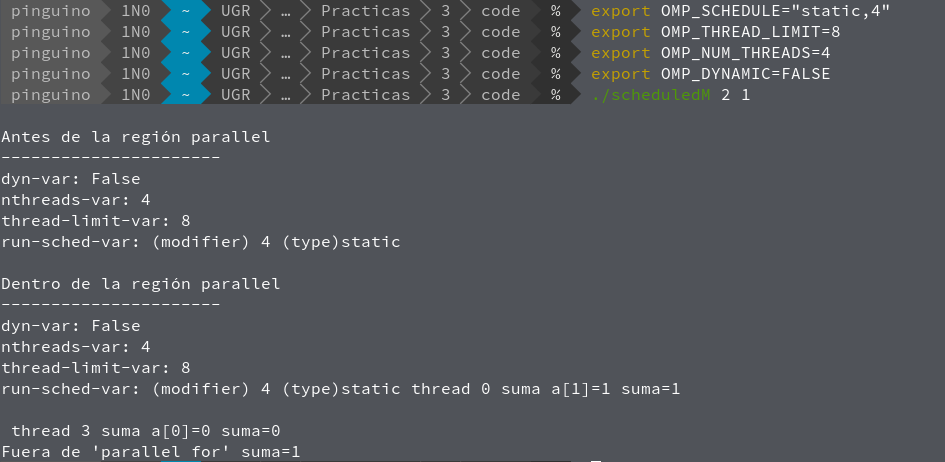 pinguino 1N0 ~ UGR … Practicas 3 code % export OMP_SCHEDULE="static,4"
pinguino 1N0 ~ UGR … Practicas 3 code % export OMP_THREAD_LIMIT=8
pinguino 1N0 ~ UGR … Practicas 3 code % export OMP_NUM_THREADS=4
pinguino 1N0 ~ UGR … Practicas 3 code % export OMP_DYNAMIC=FALSE
pinguino 1N0 ~ UGR … Practicas 3 code % ./scheduledM 2 1
Antes de la región parallel
----------------------
dyn-var: False
nthreads-var: 4
thread-limit-var: 8
run-sched-var: (modifier) 4 (type)static
Dentro de la región parallel
----------------------
dyn-var: False
nthreads-var: 4
thread-limit-var: 8
run-sched-var: (modifier) 4 (type)static thread 0 suma a[1]=1 suma=1
thread 3 suma a[0]=0 suma=0
Fuera de 'parallel for' suma=1